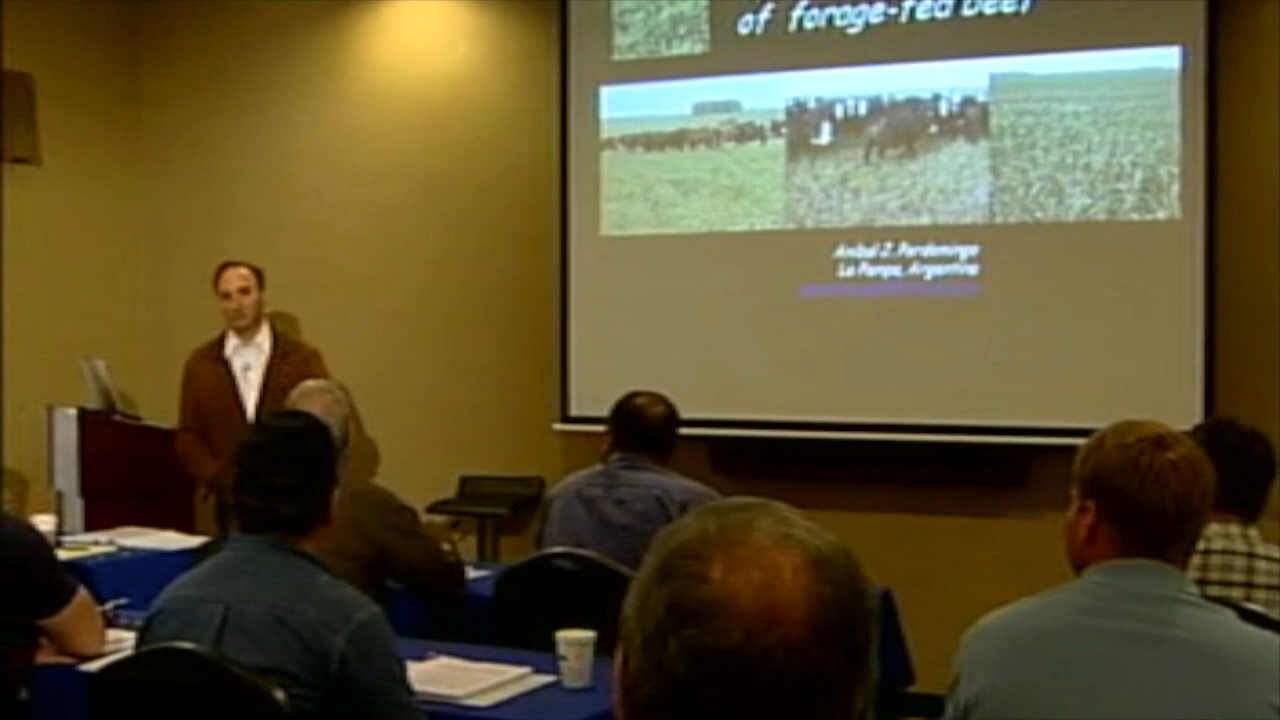 of forage-fed beef
Anibal J. Pordomingo
La Pampa, Argentina